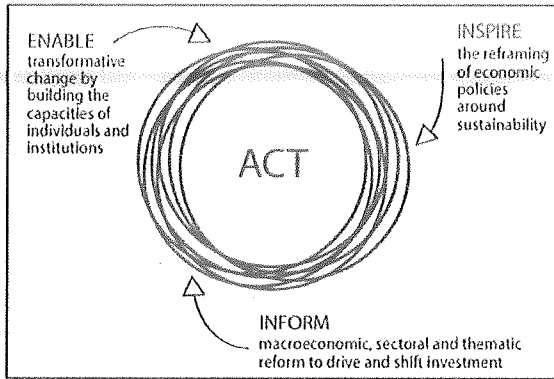 ENABLE
transformative
change by
building the
capacities of
individuals and
institutions
INSPIRE
the reframing
of economic
policies
around
sustainability
ACT
INFORM
macroeconomic, sectoral and thematic
reform to drive and shift investment